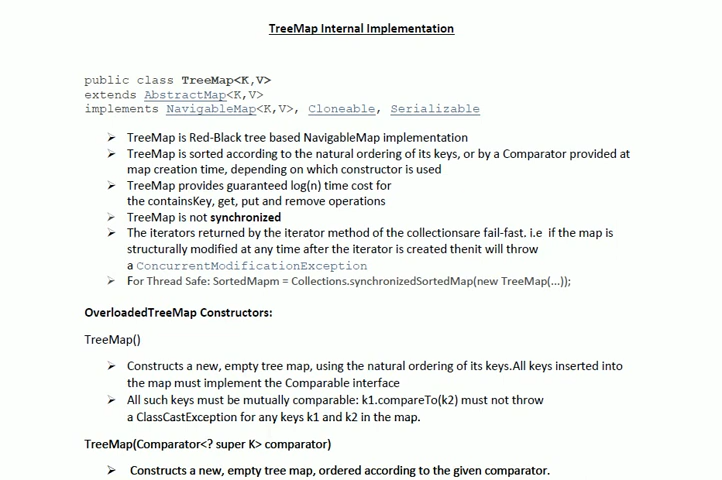 TreeMap Internal Implementation
public class TreeMap<K,V>
extends AbstractMap<K,V>
implements NavigableMap<K,V>, Cloneable, Serializable
➢ TreeMap is Red-Black tree based NavigableMap implementation
➢ TreeMap is sorted according to the natural ordering of its keys, or by a Comparator provided at
map creation time, depending on which constructor is used
➢ TreeMap provides guaranteed log(n) time cost for
the containsKey, get, put and remove operations
➢ TreeMap is not synchronized
➢ The iterators returned by the iterator method of the collectionsare fail-fast. i.e if the map is
structurally modified at any time after the iterator is created thenit will throw
a ConcurrentModificationException
➢ For Thread Safe: SortedMapm = Collections.synchronizedSortedMap(new TreeMap(...));
OverloadedTreeMap Constructors:
TreeMap()
➢ Constructs a new, empty tree map, using the natural ordering of its keys.All keys inserted into
the map must implement the Comparable interface
➢ All such keys must be mutually comparable: k1.compareTo(k2) must not throw
a ClassCastException for any keys k1 and k2 in the map.
TreeMap(Comparator<? super K> comparator)
➢ Constructs a new, empty tree map, ordered according to the given comparator.